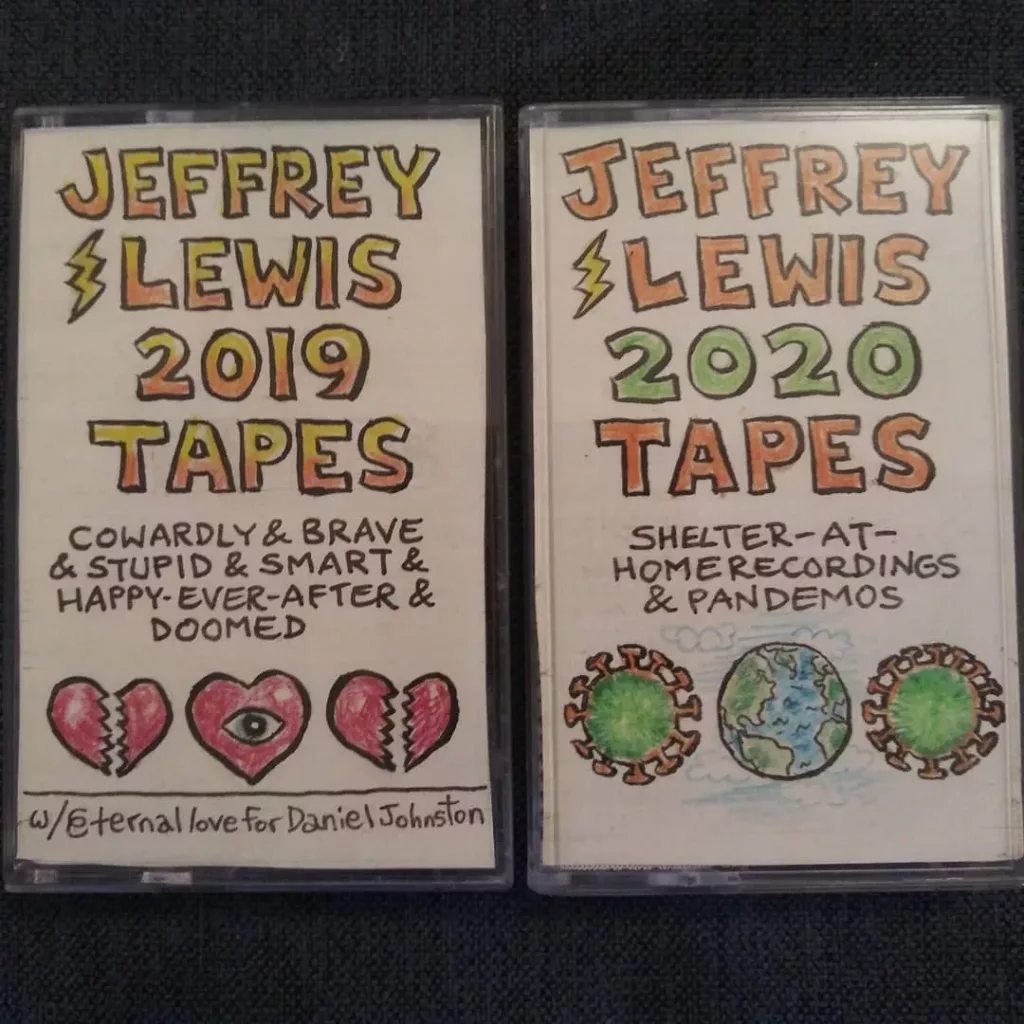 JEFFREY
LEWIS
2019
TAPES
COWARDLY & BRAVE
& STUPID & SMART &
HAPPY-EVER-AFTER &
DOOMED
w/@ternal love for Daniel Johnston
JEFFREY
LEWIS
2020
TAPES
SHELTER-AT-
HOMERECORDINGS
& PANDEMOS